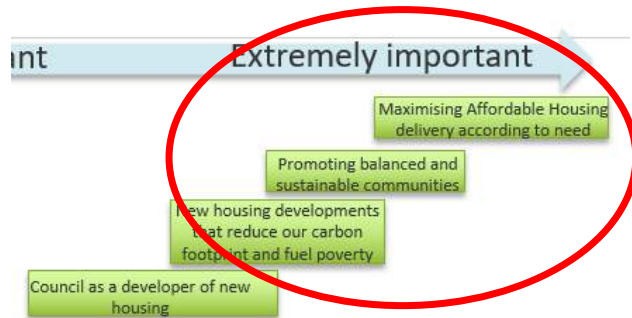 ant Extremely important
Maximising Affordable Housing
delivery according to need
Promoting balanced and
sustainable communities
New housing developments
that reduce our carbon
footprint and fuel poverty
Council as a developer of new
housing